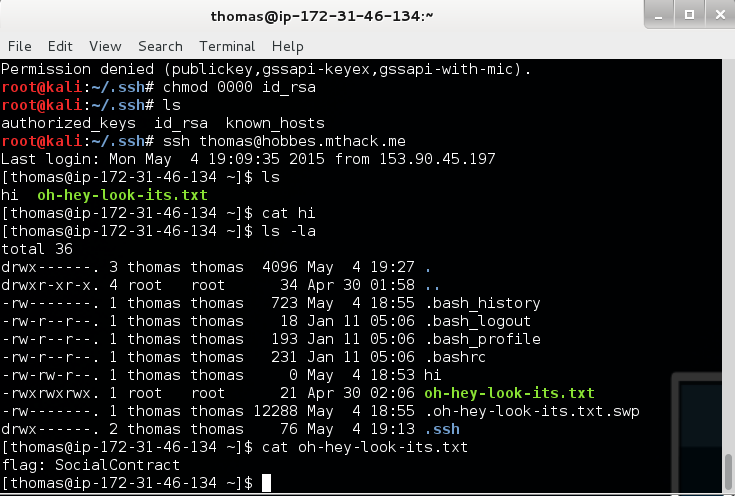 thomas@ip-172-31-46-134:~
File Edit View Search Terminal Help
Permission denied (publickey,gssapi-keyex,gssapi-with-mic).
root@kali:~/.ssh# chmod 0000 id_rsa
root@kali:~/.ssh# ls
authorized_keys  id_rsa  known_hosts
root@kali:~/.ssh# ssh thomas@hobbes.mthack.me
Last login: Mon May  4 19:09:35 2015 from 153.90.45.197
[thomas@ip-172-31-46-134 ~]$ ls
hi  oh-hey-look-its.txt
[thomas@ip-172-31-46-134 ~]$ cat hi
[thomas@ip-172-31-46-134 ~]$ ls -la
total 36
drwx------. 3 thomas thomas  4096 May  4 19:27 .
drwxr-xr-x. 4 root   root      34 Apr 30 01:58 ..
-rw-------. 1 thomas thomas   723 May  4 18:55 .bash_history
-rw-r--r--. 1 thomas thomas    18 Jan 11 05:06 .bash_logout
-rw-r--r--. 1 thomas thomas   193 Jan 11 05:06 .bash_profile
-rw-r--r--. 1 thomas thomas   231 Jan 11 05:06 .bashrc
-rw-rw-r--. 1 thomas thomas     0 May  4 18:53 hi
-rwxrwxrwx. 1 root   root      21 Apr 30 02:06 oh-hey-look-its.txt
-rw-------. 1 thomas thomas 12288 May  4 18:55 .oh-hey-look-its.txt.swp
drwx------. 2 thomas thomas    76 May  4 19:13 .ssh
[thomas@ip-172-31-46-134 ~]$ cat oh-hey-look-its.txt
flag: SocialContract
[thomas@ip-172-31-46-134 ~]$